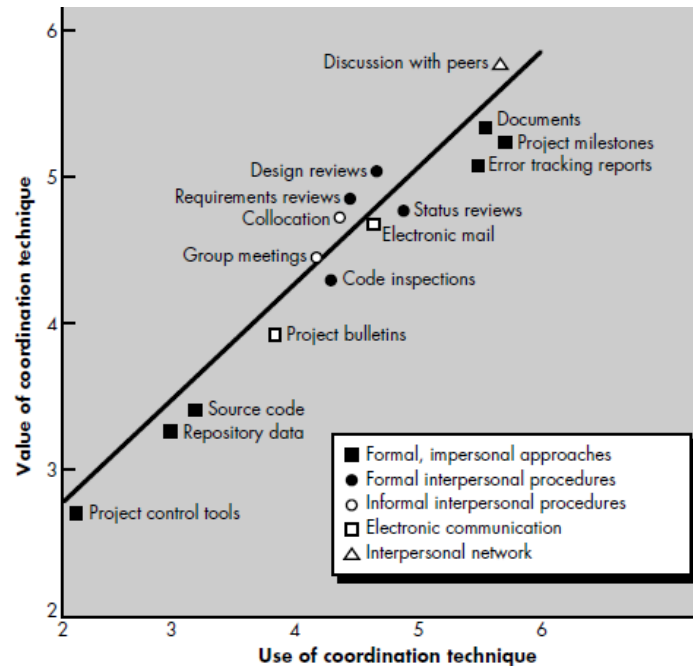 6
Discussion with peers
Documents
Project milestones
Error tracking reports
5
Design reviews
Requirements reviews
Collocation
Status reviews
Electronic mail
Group meetings
Code inspections
4
Project bulletins
Source code
Repository data
3
Project control tools
2
Value of coordination technique
Formal, impersonal approaches
Formal interpersonal procedures
Informal interpersonal procedures
Electronic communication
Interpersonal network
2 3 4 5 6
Use of coordination technique